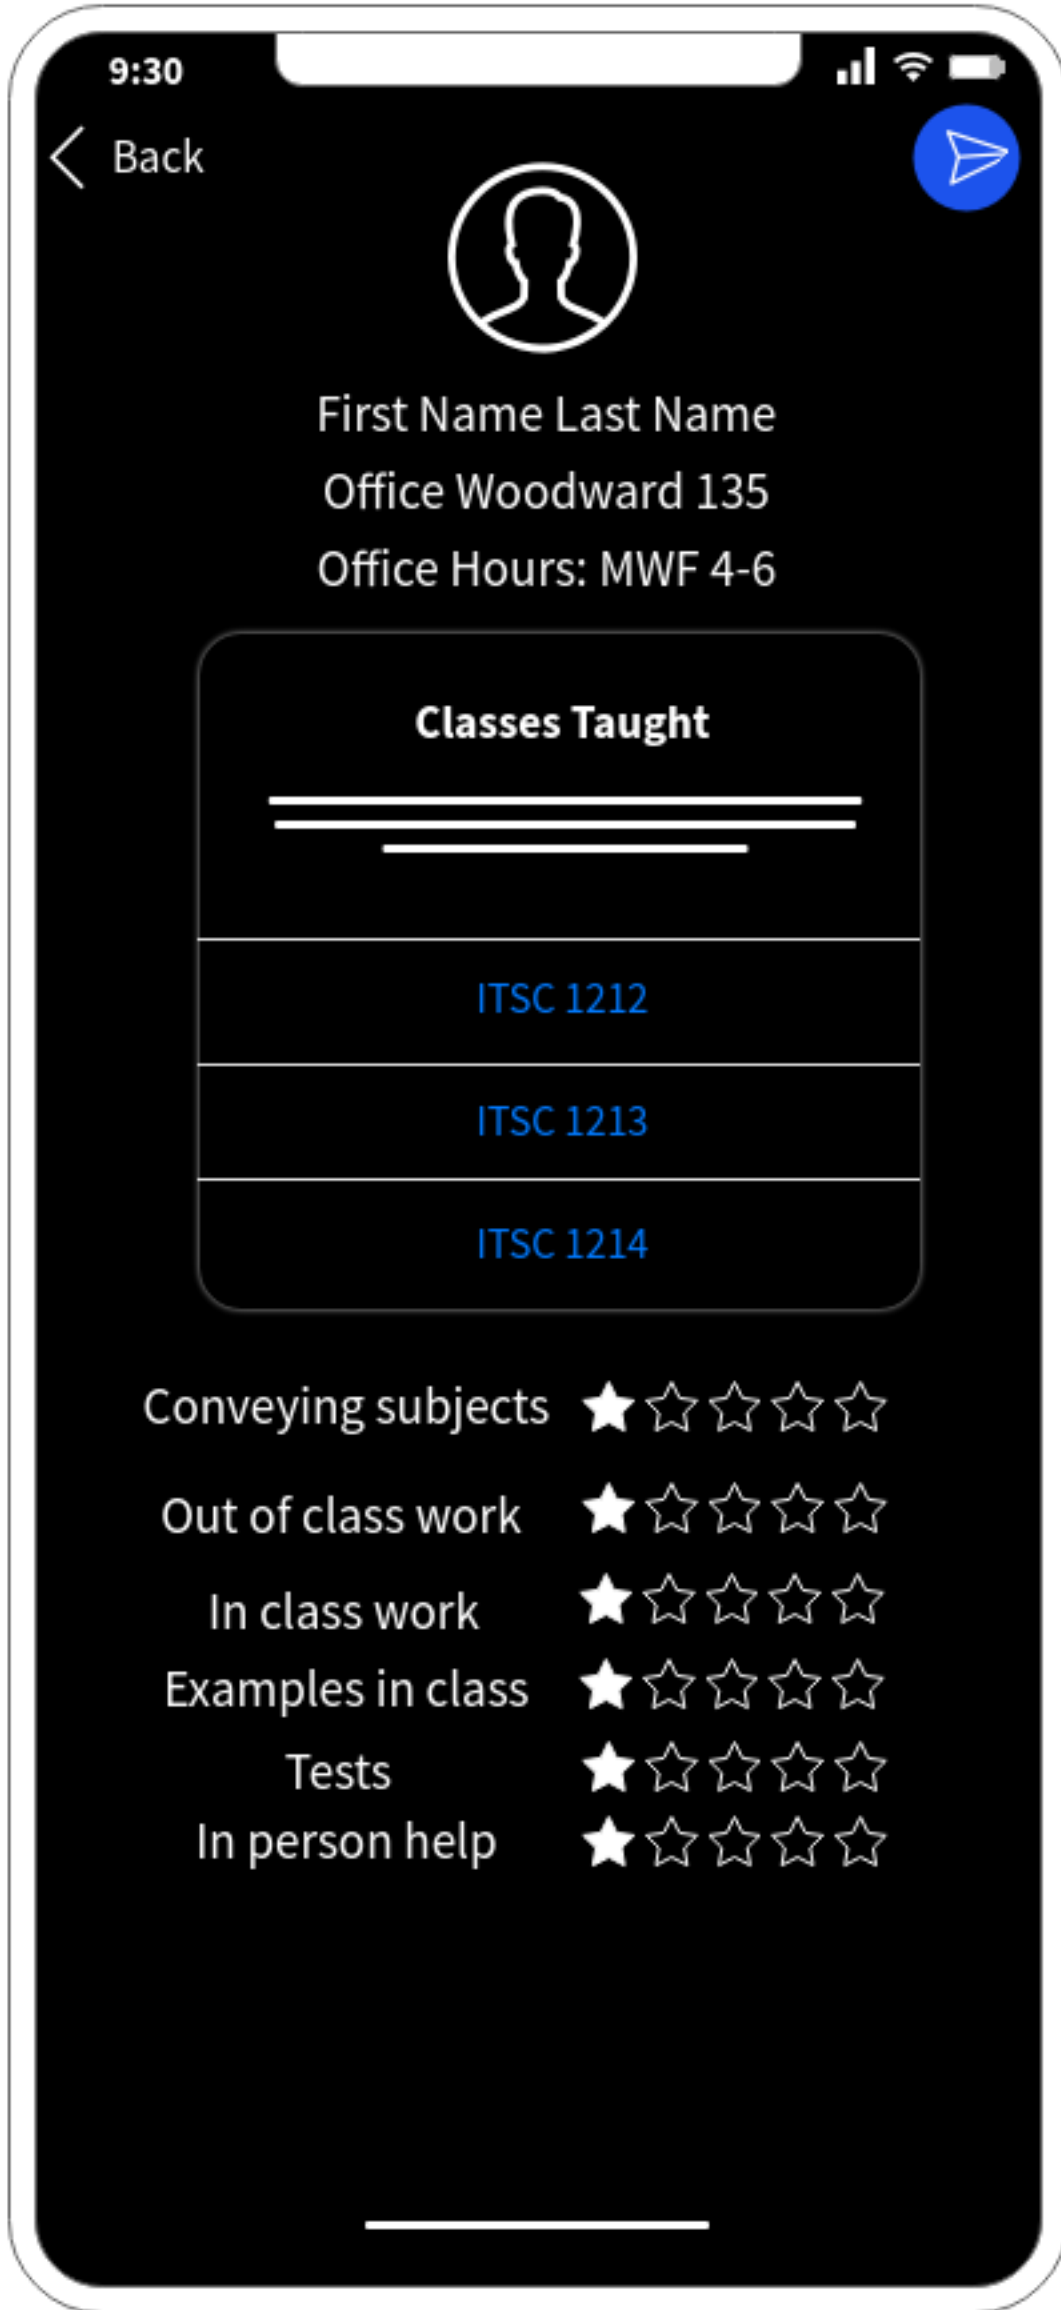 9:30
Back
First Name Last Name
Office Woodward 135
Office Hours: MWF 4-6
Classes Taught
ITSC 1212
ITSC 1213
ITSC 1214
Conveying subjects
Out of class work
In class work
Examples in class
Tests
In person help